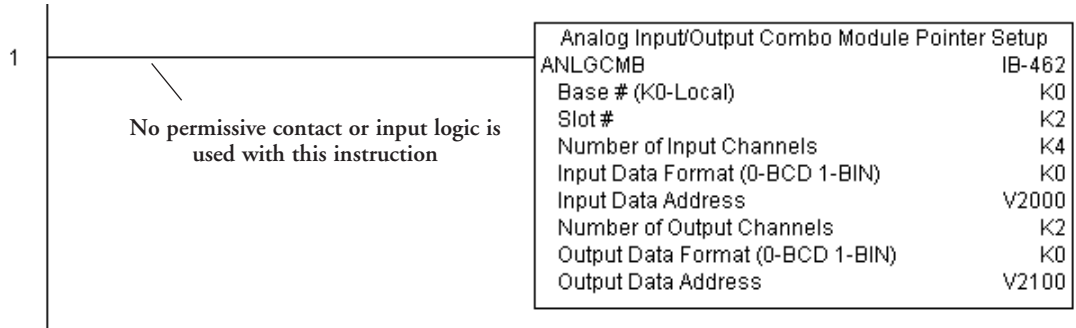 1
No permissive contact or input logic is
used with this instruction
Analog Input/Output Combo Module Pointer Setup
ANLGCMB IB-462
Base # (K0-Local) K0
Slot # K2
Number of Input Channels K4
Input Data Format (0-BCD 1-BIN) K0
Input Data Address V2000
Number of Output Channels K2
Output Data Format (0-BCD 1-BIN) K0
Output Data Address V2100